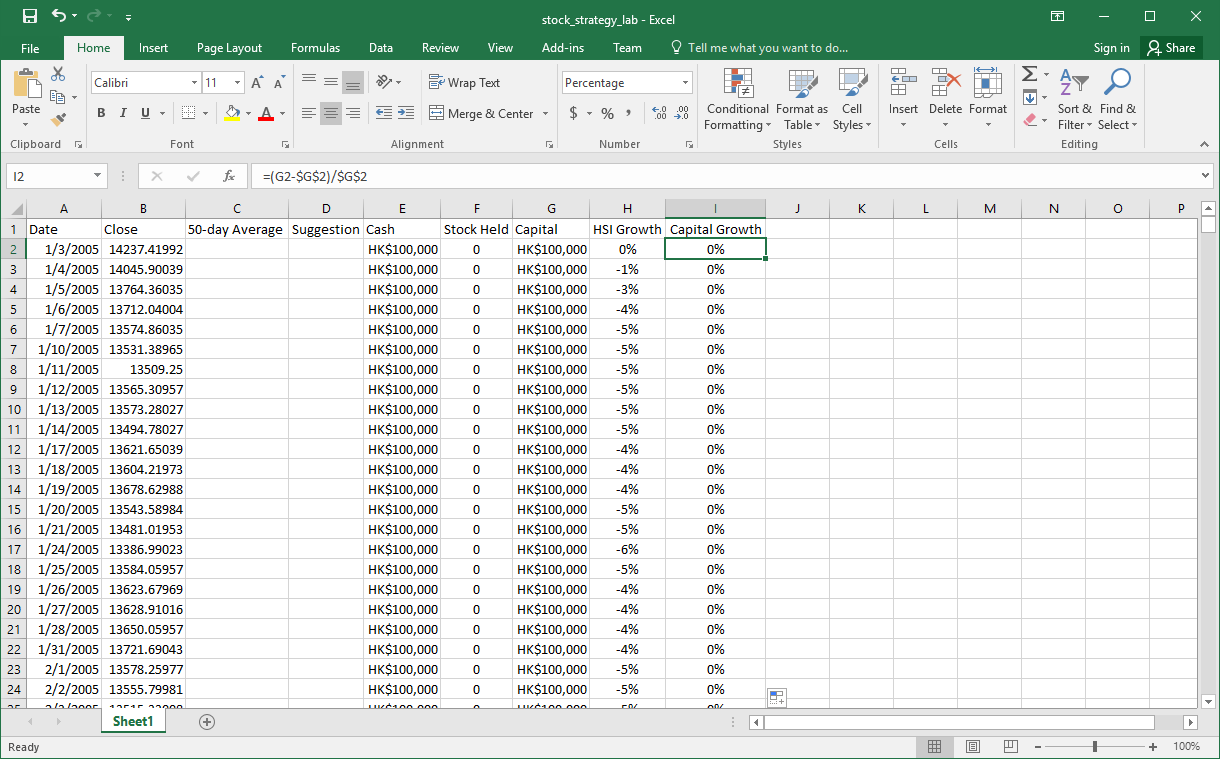 stock_strategy_lab - Excel
File Home Insert Page Layout Formulas Data Review View Add-ins Team Tell me what you want to do... Sign in Share
Paste
Clipboard
Calibri 11
B I U
Font
Wrap Text
Merge & Center
Alignment
Percentage
$ % ,
Number
Conditional Formatting
Format as Table
Cell Styles
Styles
Insert Delete Format
Cells
Sort & Filter
Find & Select
Editing
I2 fx =(G2-$G$2)/$G$2
A B C D E F G H I J K L M N O P
1 Date Close 50-day Average Suggestion Cash Stock Held Capital HSI Growth Capital Growth
2 1/3/2005 14237.41992 HK$100,000 0 HK$100,000 0% 0%
3 1/4/2005 14045.90039 HK$100,000 0 HK$100,000 -1% 0%
4 1/5/2005 13764.36035 HK$100,000 0 HK$100,000 -3% 0%
5 1/6/2005 13712.04004 HK$100,000 0 HK$100,000 -4% 0%
6 1/7/2005 13574.86035 HK$100,000 0 HK$100,000 -5% 0%
7 1/10/2005 13531.38965 HK$100,000 0 HK$100,000 -5% 0%
8 1/11/2005 13509.25 HK$100,000 0 HK$100,000 -5% 0%
9 1/12/2005 13565.30957 HK$100,000 0 HK$100,000 -5% 0%
10 1/13/2005 13573.28027 HK$100,000 0 HK$100,000 -5% 0%
11 1/14/2005 13494.78027 HK$100,000 0 HK$100,000 -5% 0%
12 1/17/2005 13621.65039 HK$100,000 0 HK$100,000 -4% 0%
13 1/18/2005 13604.21973 HK$100,000 0 HK$100,000 -4% 0%
14 1/19/2005 13678.62988 HK$100,000 0 HK$100,000 -4% 0%
15 1/20/2005 13543.58984 HK$100,000 0 HK$100,000 -5% 0%
16 1/21/2005 13481.01953 HK$100,000 0 HK$100,000 -5% 0%
17 1/24/2005 13386.99023 HK$100,000 0 HK$100,000 -6% 0%
18 1/25/2005 13584.05957 HK$100,000 0 HK$100,000 -5% 0%
19 1/26/2005 13623.67969 HK$100,000 0 HK$100,000 -4% 0%
20 1/27/2005 13628.91016 HK$100,000 0 HK$100,000 -4% 0%
21 1/28/2005 13650.05957 HK$100,000 0 HK$100,000 -4% 0%
22 1/31/2005 13721.69043 HK$100,000 0 HK$100,000 -4% 0%
23 2/1/2005 13578.25977 HK$100,000 0 HK$100,000 -5% 0%
24 2/2/2005 13555.79981 HK$100,000 0 HK$100,000 -5% 0%
Sheet1
Ready 100%